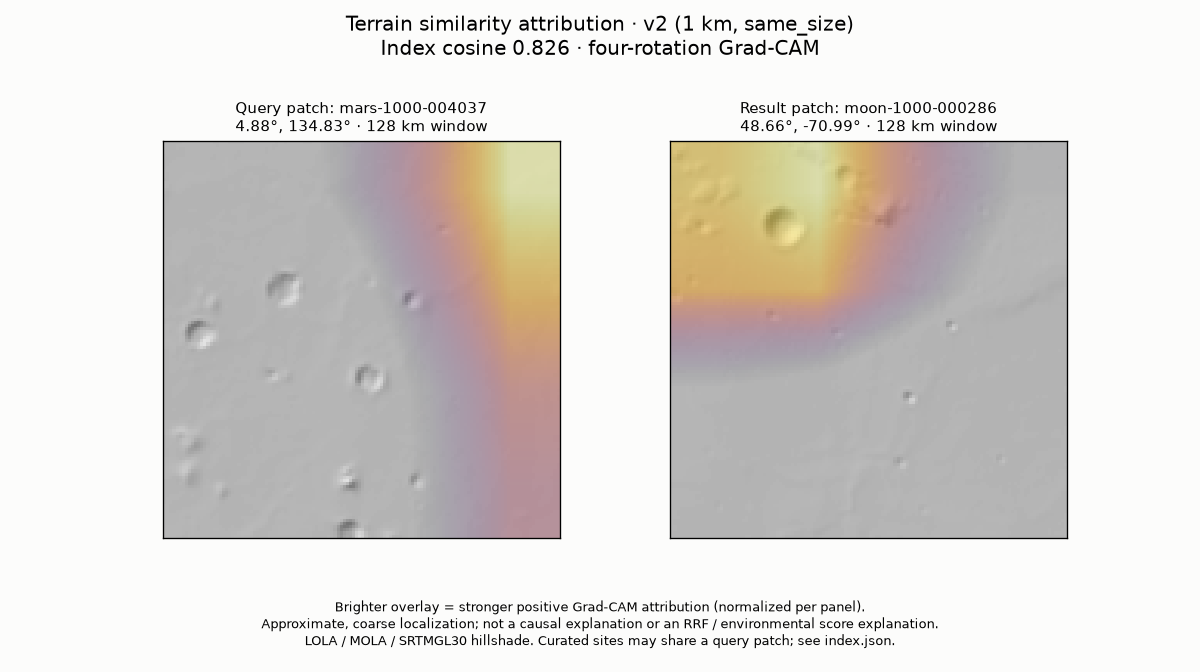 Terrain similarity attribution · v2 (1 km, same_size)
Index cosine 0.826 · four-rotation Grad-CAM
Query patch: mars-1000-004037
4.88°, 134.83° · 128 km window
Result patch: moon-1000-000286
48.66°, -70.99° · 128 km window
Brighter overlay = stronger positive Grad-CAM attribution (normalized per panel).
Approximate, coarse localization; not a causal explanation or an RRF / environmental score explanation.
LOLA / MOLA / SRTMGL30 hillshade. Curated sites may share a query patch; see index.json.